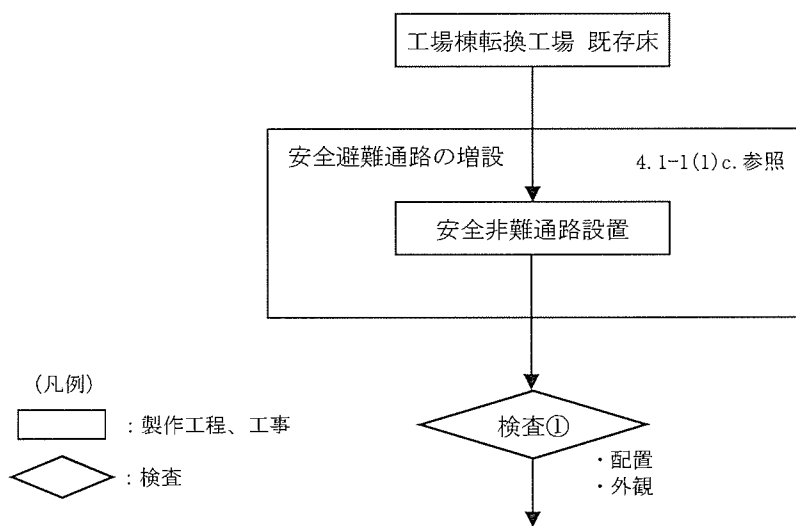 工場棟転換工場 既存床
安全避難通路の増設
4.1-1(1)c.参照
安全非難通路設置
検査①
・配置
・外観
(凡例)
：製作工程、工事
：検査